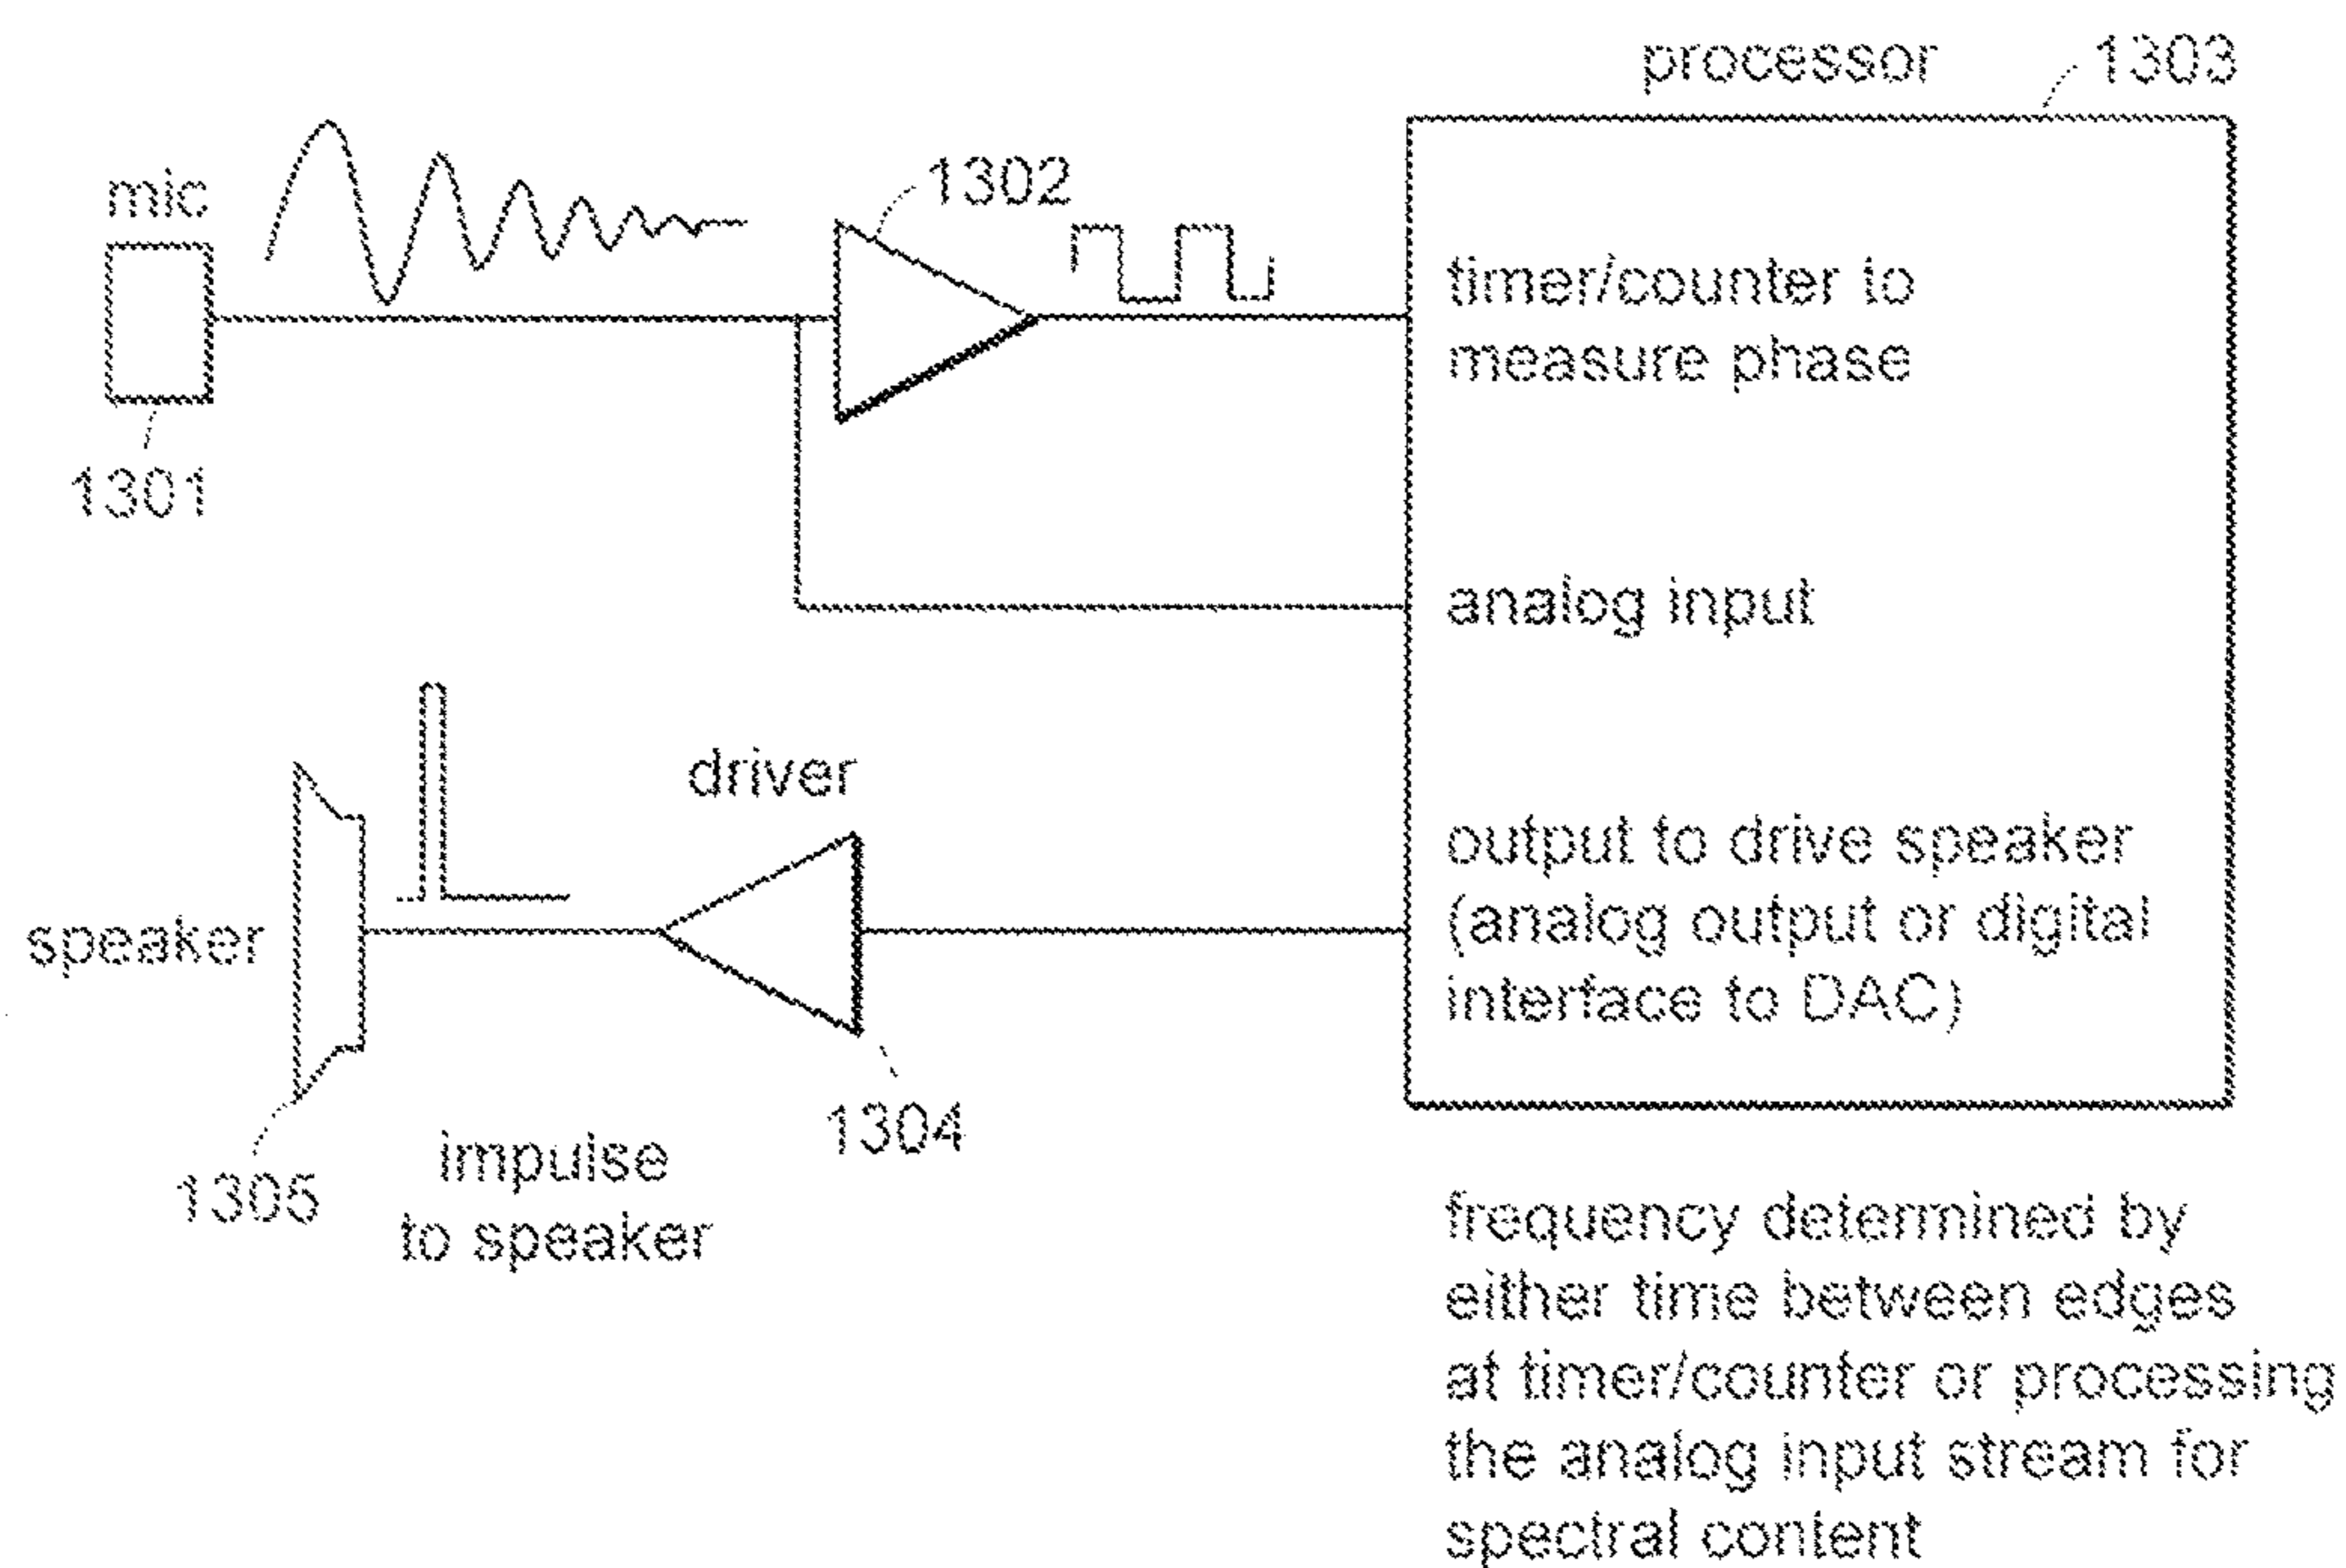 processor
1303
mic
1302
1301
timer/counter to
measure phase
analog input
driver
speaker
output to drive speaker
(analog output or digital
interface to DAC)
1304
1305
impulse
to speaker
frequency determined by
either time between edges
at timer/counter or processing
the analog input stream for
spectral content